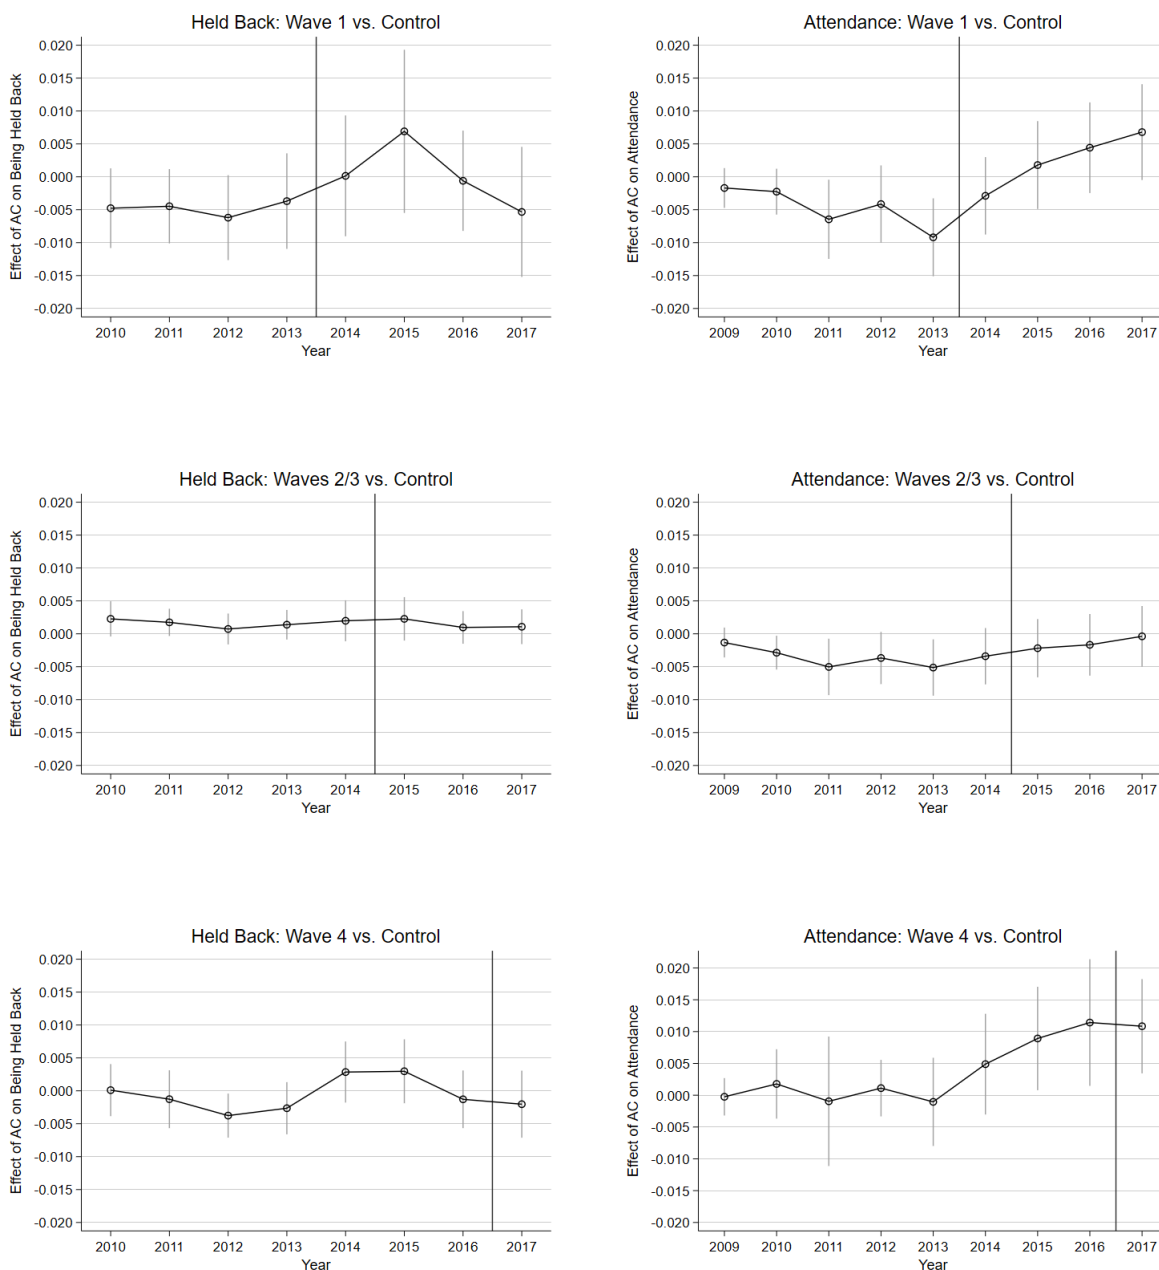 Held Back: Wave 1 vs. Control
Effect of AC on Being Held Back
0.020
0.015
0.010
0.005
0.000
-0.005
-0.010
-0.015
-0.020
2010 2011 2012 2013 2014 2015 2016 2017
Year
Attendance: Wave 1 vs. Control
Effect of AC on Attendance
0.020
0.015
0.010
0.005
0.000
-0.005
-0.010
-0.015
-0.020
2009 2010 2011 2012 2013 2014 2015 2016 2017
Year
Held Back: Waves 2/3 vs. Control
Effect of AC on Being Held Back
0.020
0.015
0.010
0.005
0.000
-0.005
-0.010
-0.015
-0.020
2010 2011 2012 2013 2014 2015 2016 2017
Year
Attendance: Waves 2/3 vs. Control
Effect of AC on Attendance
0.020
0.015
0.010
0.005
0.000
-0.005
-0.010
-0.015
-0.020
2009 2010 2011 2012 2013 2014 2015 2016 2017
Year
Held Back: Wave 4 vs. Control
Effect of AC on Being Held Back
0.020
0.015
0.010
0.005
0.000
-0.005
-0.010
-0.015
-0.020
2010 2011 2012 2013 2014 2015 2016 2017
Year
Attendance: Wave 4 vs. Control
Effect of AC on Attendance
0.020
0.015
0.010
0.005
0.000
-0.005
-0.010
-0.015
-0.020
2009 2010 2011 2012 2013 2014 2015 2016 2017
Year